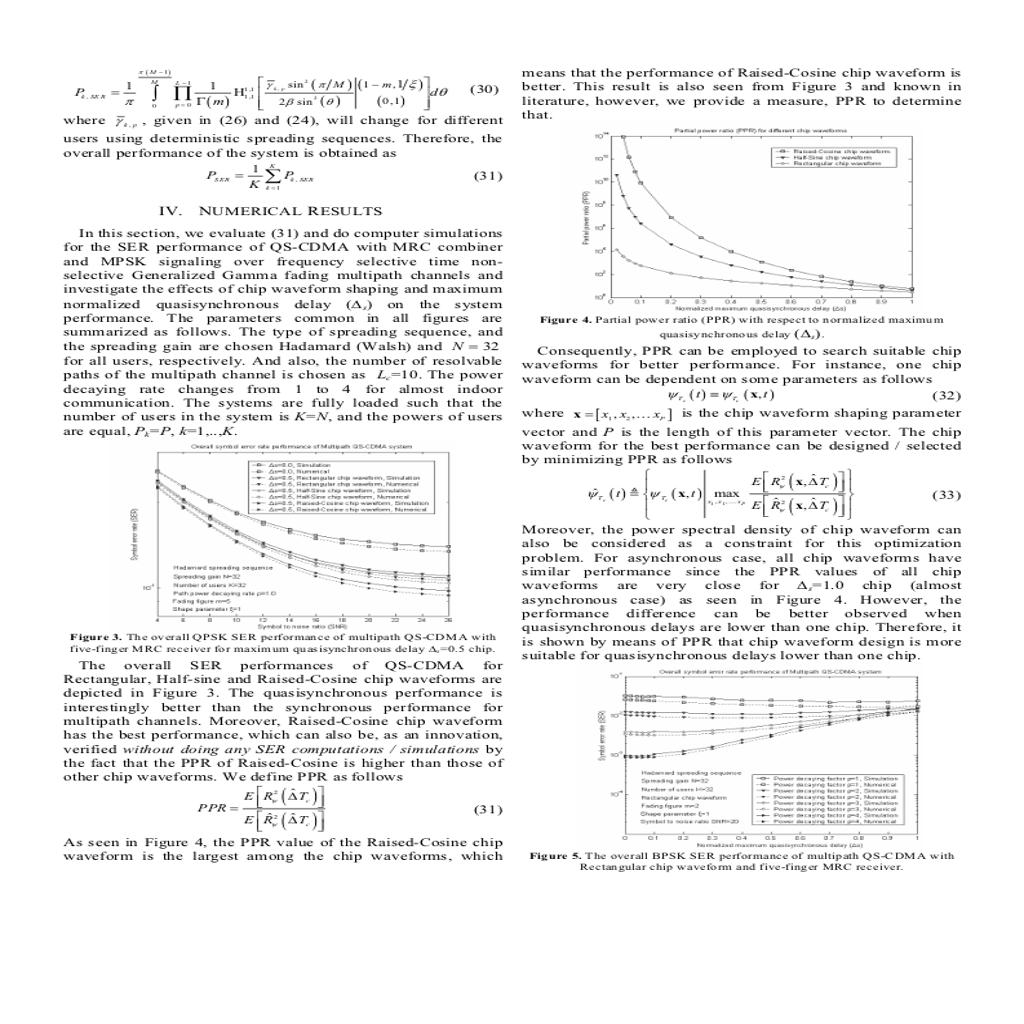 P_{k,SER} = \frac{1}{\pi} \int_{0}^{\frac{\pi(M-1)}{M}} \prod_{p=0}^{L-1} \frac{1}{\Gamma(m)} H_{1,1}^{1,1} \left[ \frac{\bar{\gamma}_{k,p} \sin^2(\pi/M)}{2\beta \sin^2(\theta)} \middle| \begin{matrix} (1-m, 1/\xi) \\ (0,1) \end{matrix} \right] d\theta (30)
where \bar{\gamma}_{k,p} , given in (26) and (24), will change for different
users using deterministic spreading sequences. Therefore, the
overall performance of the system is obtained as
P_{SER} = \frac{1}{K} \sum_{k=1}^{K} P_{k,SER} (31)
IV. NUMERICAL RESULTS
In this section, we evaluate (31) and do computer simulations
for the SER performance of QS-CDMA with MRC combiner
and MPSK signaling over frequency selective time non-
selective Generalized Gamma fading multipath channels and
investigate the effects of chip waveform shaping and maximum
normalized quasisynchronous delay (Δ_s) on the system
performance. The parameters common in all figures are
summarized as follows. The type of spreading sequence, and
the spreading gain are chosen Hadamard (Walsh) and N = 32
for all users, respectively. And also, the number of resolvable
paths of the multipath channel is chosen as L_c=10. The power
decaying rate changes from 1 to 4 for almost indoor
communication. The systems are fully loaded such that the
number of users in the system is K=N, and the powers of users
are equal, P_k=P, k=1,..,K.
Overall symbol error rate performance of Multipath QS-CDMA system
Δs=0.0, Simulation
Δs=0.0, Numerical
Δs=0.5, Rectangular chip waveform, Simulation
Δs=0.5, Rectangular chip waveform, Numerical
Δs=0.5, Half-Sine chip waveform, Simulation
Δs=0.5, Half-Sine chip waveform, Numerical
Δs=0.5, Raised-Cosine chip waveform, Simulation
Δs=0.5, Raised-Cosine chip waveform, Numerical
Symbol error rate (SER)
Hadamard spreading sequence
Spreading gain N=32
Number of users K=32
Path power decaying rate ρ=1.0
Fading figure m=5
Shape parameter ξ=1
4 6 8 10 12 14 16 18 20 22 24 26
Symbol to noise ratio (SNR)
Figure 3. The overall QPSK SER performance of multipath QS-CDMA with
five-finger MRC receiver for maximum quasisynchronous delay Δ_s=0.5 chip.
The overall SER performances of QS-CDMA for
Rectangular, Half-sine and Raised-Cosine chip waveforms are
depicted in Figure 3. The quasisynchronous performance is
interestingly better than the synchronous performance for
multipath channels. Moreover, Raised-Cosine chip waveform
has the best performance, which can also be, as an innovation,
verified without doing any SER computations / simulations by
the fact that the PPR of Raised-Cosine is higher than those of
other chip waveforms. We define PPR as follows
PPR = \frac{E[R_\psi^2(\hat{\Delta}T_c)]}{E[\hat{R}_\psi^2(\hat{\Delta}T_c)]} (31)
As seen in Figure 4, the PPR value of the Raised-Cosine chip
waveform is the largest among the chip waveforms, which
means that the performance of Raised-Cosine chip waveform is
better. This result is also seen from Figure 3 and known in
literature, however, we provide a measure, PPR to determine
that.
Partial power ratio (PPR) for different chip waveforms
Raised-Cosine chip waveform
Half-Sine chip waveform
Rectangular chip waveform
Partial power ratio (PPR)
0 0.1 0.2 0.3 0.4 0.5 0.6 0.7 0.8 0.9 1
Normalized maximum quasisynchronous delay (Δs)
Figure 4. Partial power ratio (PPR) with respect to normalized maximum
quasisynchronous delay (Δ_s).
Consequently, PPR can be employed to search suitable chip
waveforms for better performance. For instance, one chip
waveform can be dependent on some parameters as follows
ψ_{T_c}(t) = ψ_{T_c}(x,t) (32)
where x = [x_1, x_2, ... x_P] is the chip waveform shaping parameter
vector and P is the length of this parameter vector. The chip
waveform for the best performance can be designed / selected
by minimizing PPR as follows
\hat{ψ}_{T_c}(t) ≜ \left\{ ψ_{T_c}(x,t) \middle| \max_{x_1,x_2,...,x_P} \frac{E[R_\psi^2(x,\hat{\Delta}T_c)]}{E[\hat{R}_\psi^2(x,\hat{\Delta}T_c)]} \right\} (33)
Moreover, the power spectral density of chip waveform can
also be considered as a constraint for this optimization
problem. For asynchronous case, all chip waveforms have
similar performance since the PPR values of all chip
waveforms are very close for Δ_s=1.0 chip (almost
asynchronous case) as seen in Figure 4. However, the
performance difference can be better observed when
quasisynchronous delays are lower than one chip. Therefore, it
is shown by means of PPR that chip waveform design is more
suitable for quasisynchronous delays lower than one chip.
Overall symbol error rate performance of Multipath QS-CDMA system
Symbol error rate (SER)
Hadamard spreading sequence
Spreading gain N=32
Number of users K=32
Rectangular chip waveform
Fading figure m=2
Shape parameter ξ=1
Symbol to noise ratio SNR=20
Power decaying factor ρ=1, Simulation
Power decaying factor ρ=1, Numerical
Power decaying factor ρ=2, Simulation
Power decaying factor ρ=2, Numerical
Power decaying factor ρ=3, Simulation
Power decaying factor ρ=3, Numerical
Power decaying factor ρ=4, Simulation
Power decaying factor ρ=4, Numerical
0 0.1 0.2 0.3 0.4 0.5 0.6 0.7 0.8 0.9 1
Normalized maximum quasisynchronous delay (Δs)
Figure 5. The overall BPSK SER performance of multipath QS-CDMA with
Rectangular chip waveform and five-finger MRC receiver.